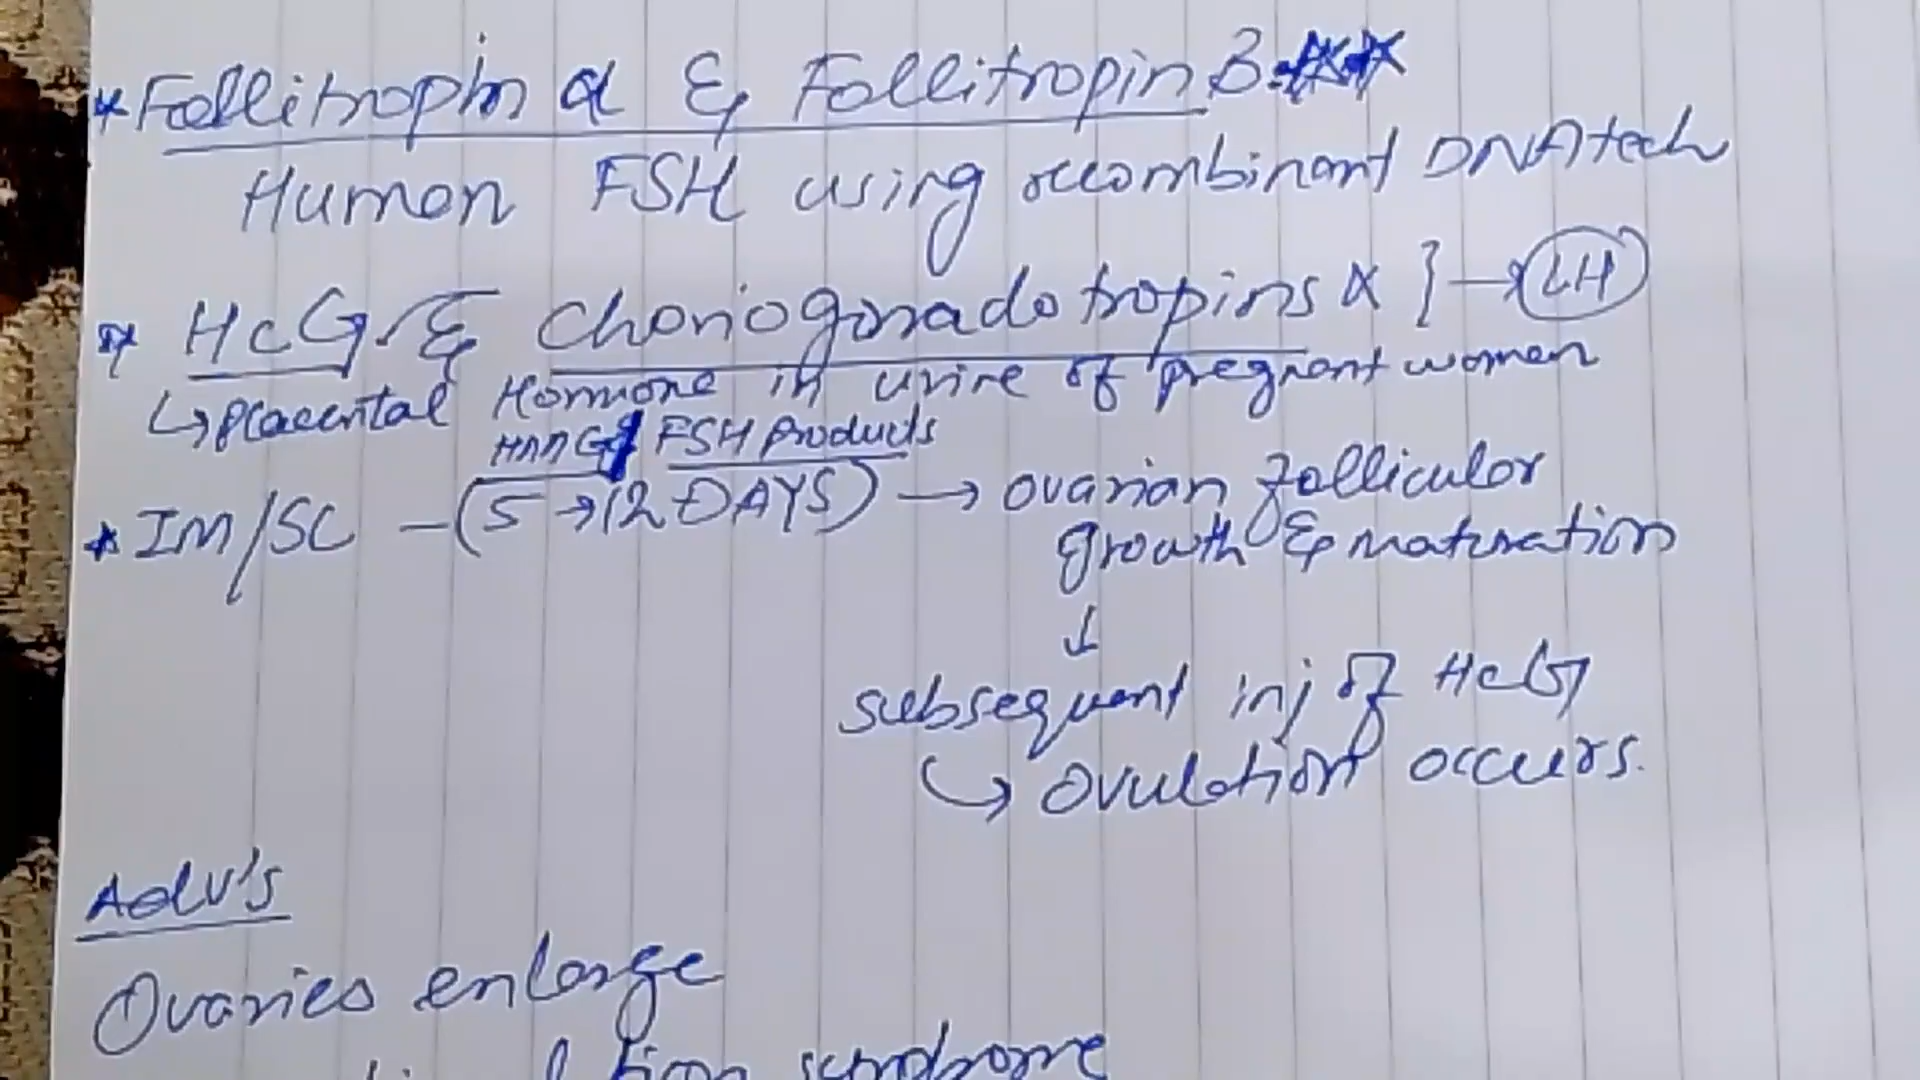 * Follitropin α & Follitropin β **
Human FSH using recombinant DNA tech
* HcG & Choriogonadotropins α } → LH
↳ placental Hormone in urine of pregnant women
HMG FSH Products
* IM/SC - (5 → 12 DAYS) → ovarian follicular
growth & maturation
↓
subsequent inj of HcG
↳ ovulation occurs.
Adv's
Ovaries enlarge
syndrome